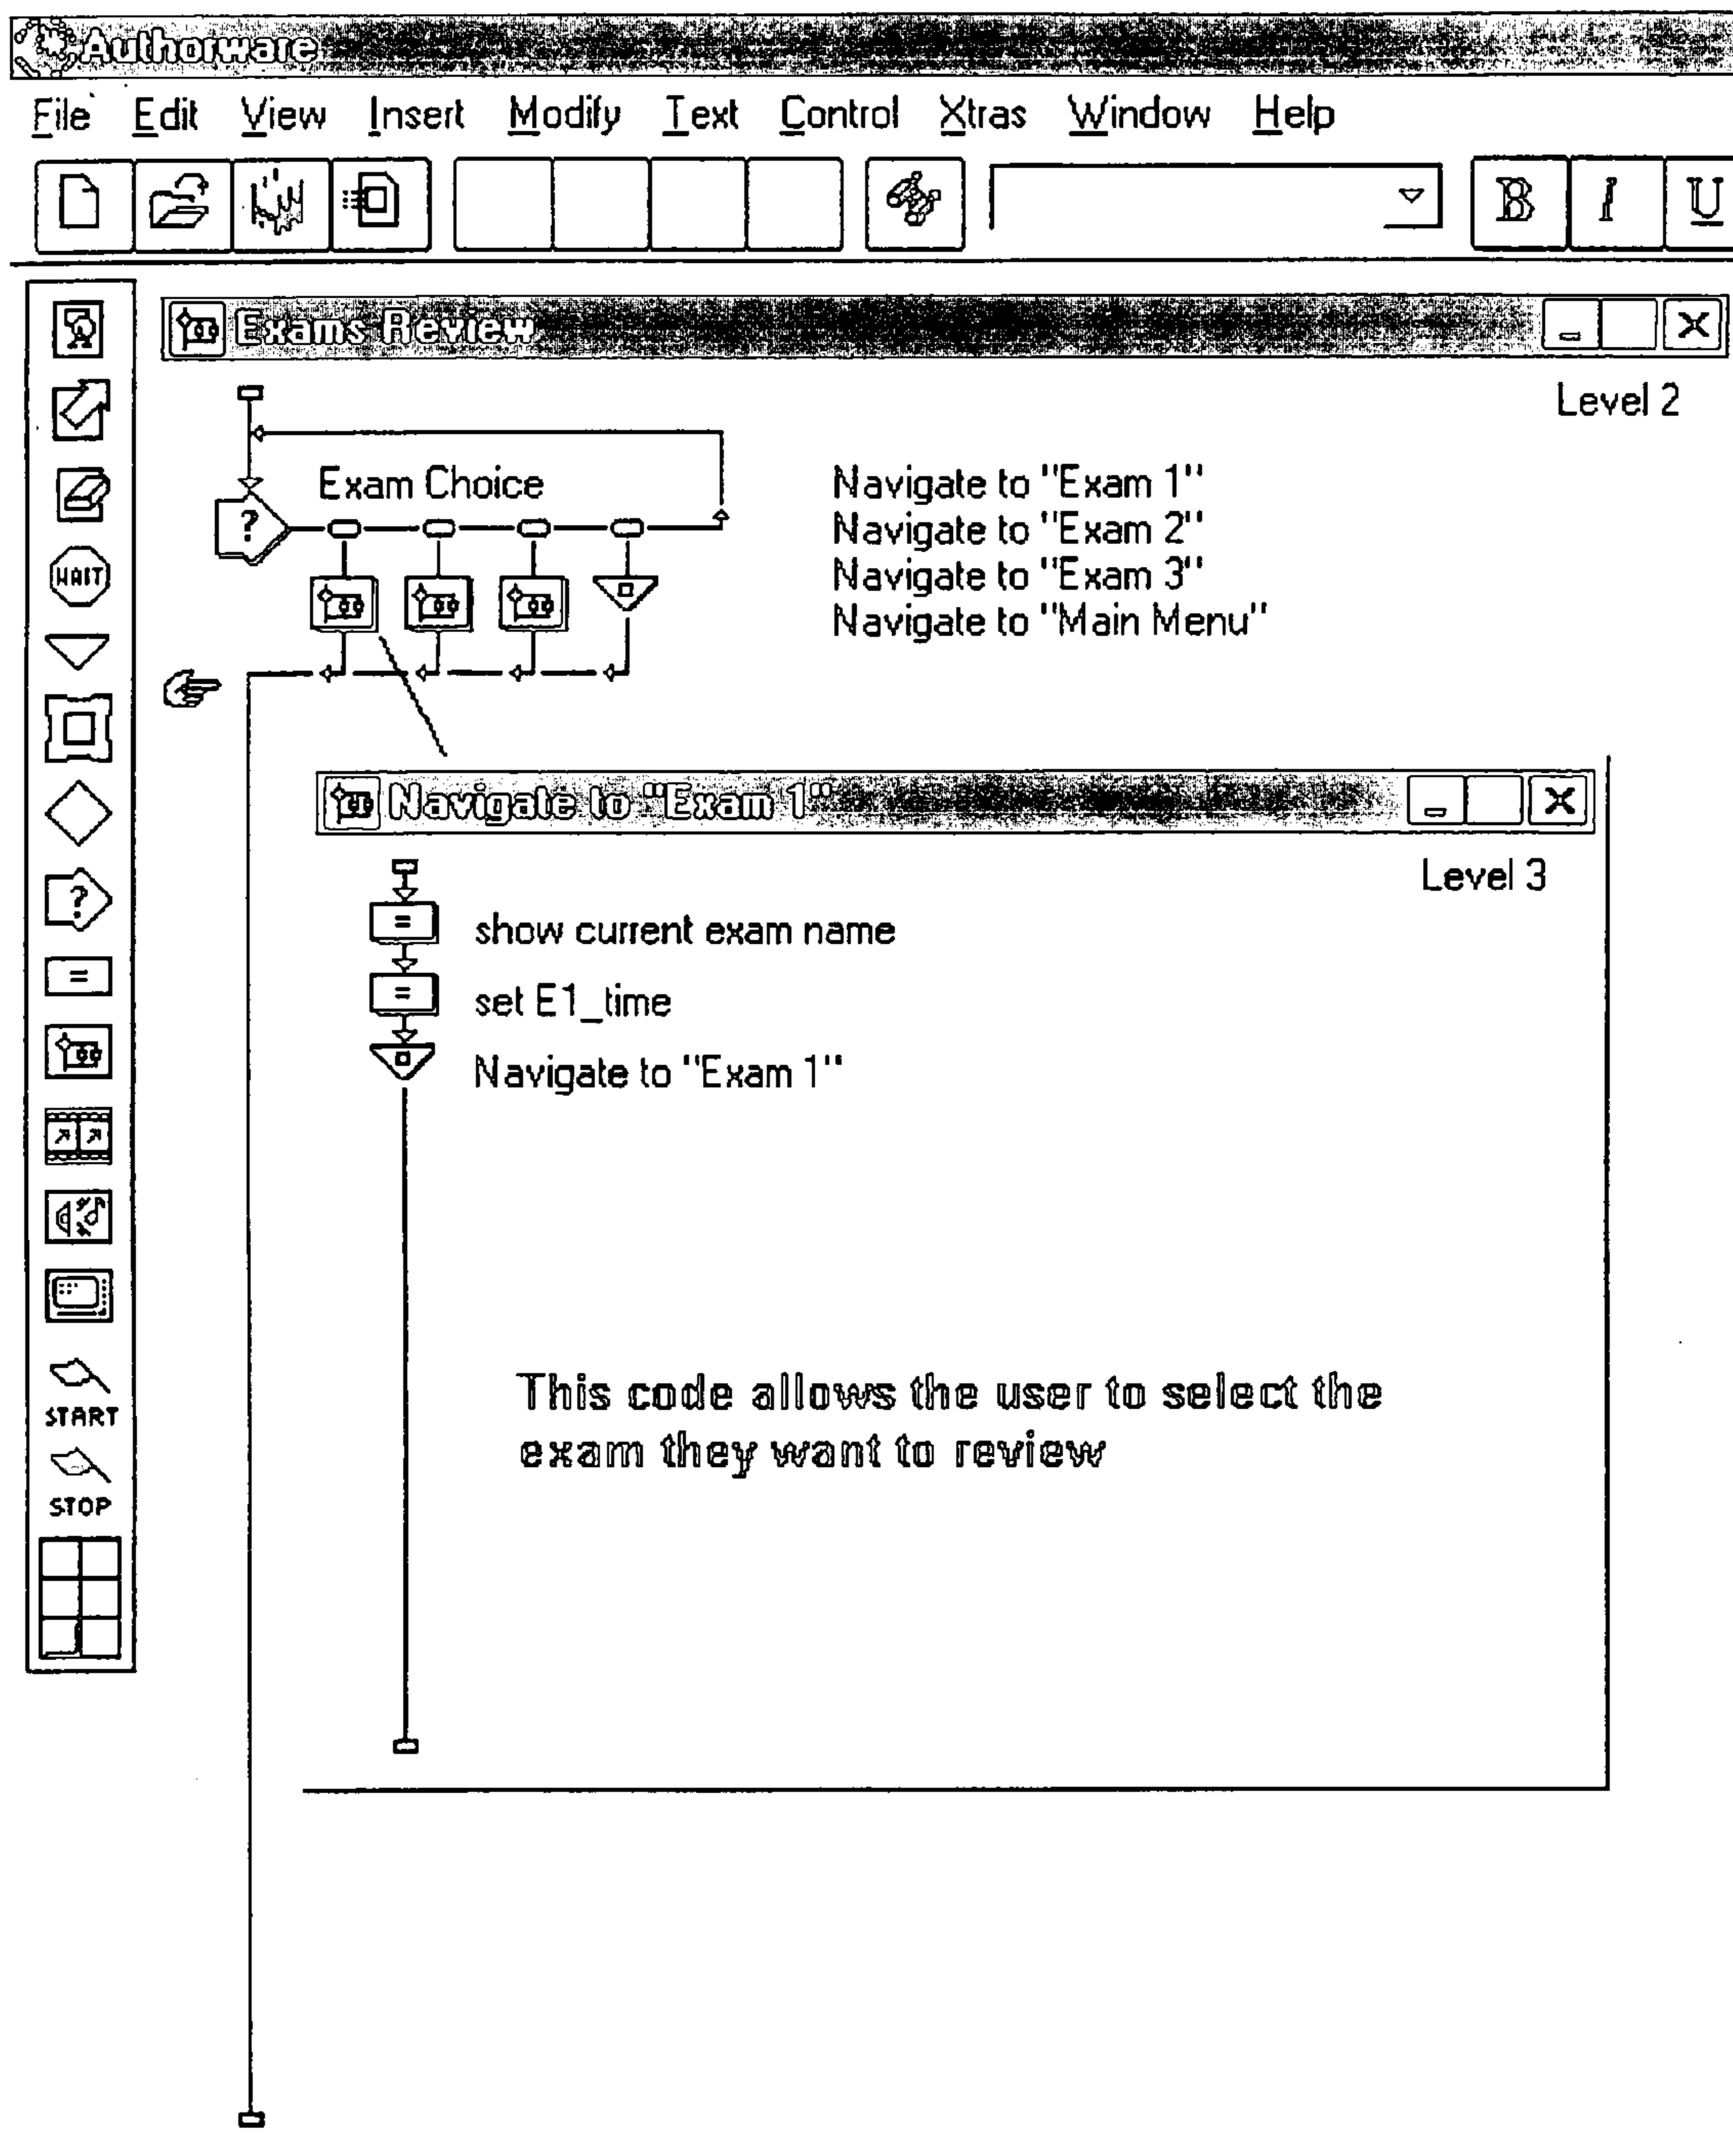 Authorware
File Edit View Insert Modify Text Control Xtras Window Help
B I U
Exams Review
Level 2
Exam Choice
?
Navigate to "Exam 1"
Navigate to "Exam 2"
Navigate to "Exam 3"
Navigate to "Main Menu"
WAIT
Navigate to "Exam 1"
Level 3
?
= show current exam name
= set E1_time
=
Navigate to "Exam 1"
This code allows the user to select the
exam they want to review
START
STOP